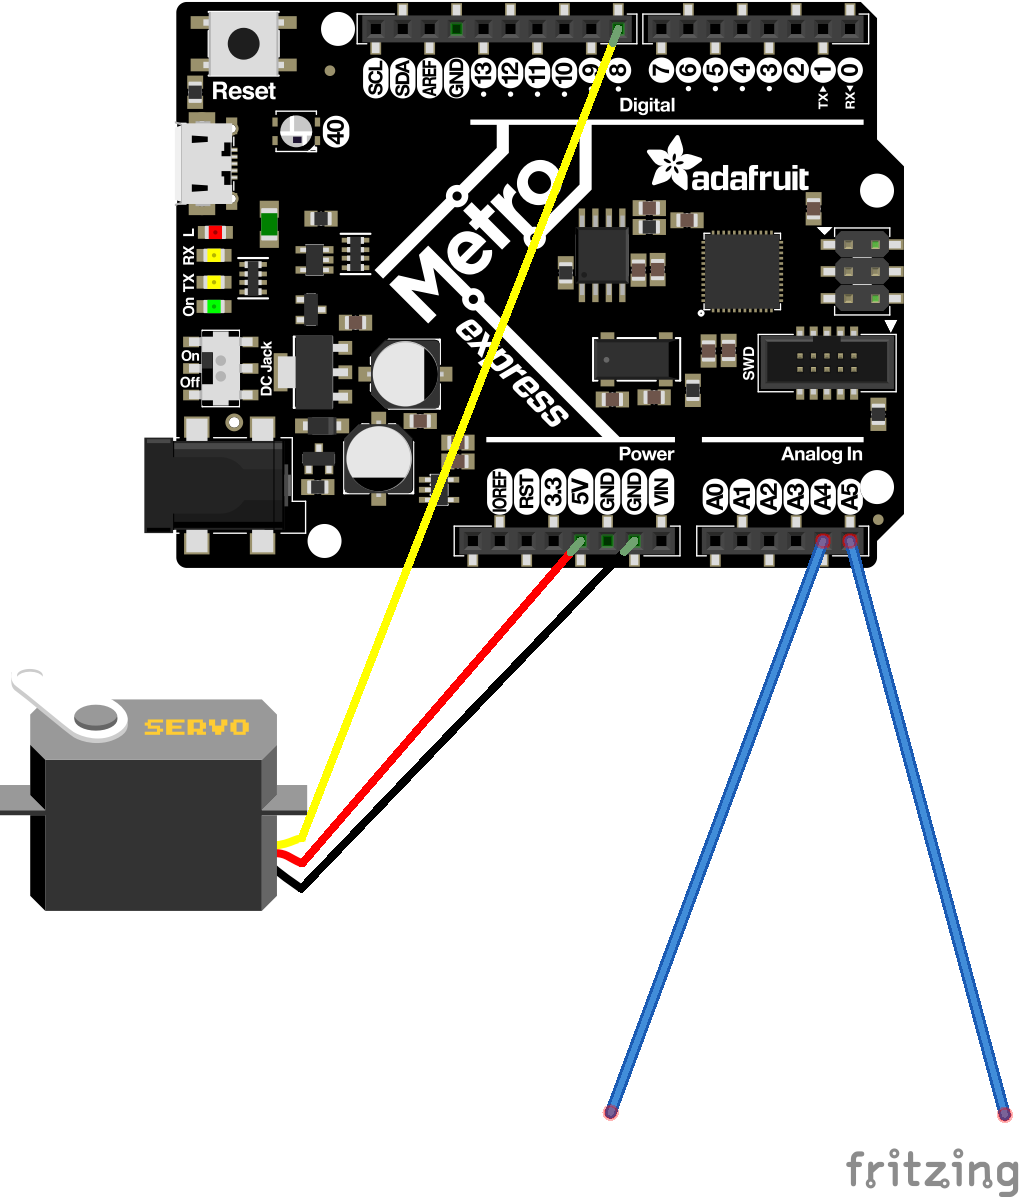 SCL
SDA
AREF
GND
13
12
11
10
9
8
7
6
5
4
3
2
1
0
TX▸
RX◂
Reset
40
Digital
Metro
express
adafruit
L
RX
TX
On
On
Off
DC Jack
SWD
Power
Analog In
IOREF
RST
3.3
5V
GND
GND
VIN
A0
A1
A2
A3
A4
A5
SERVO
fritzing